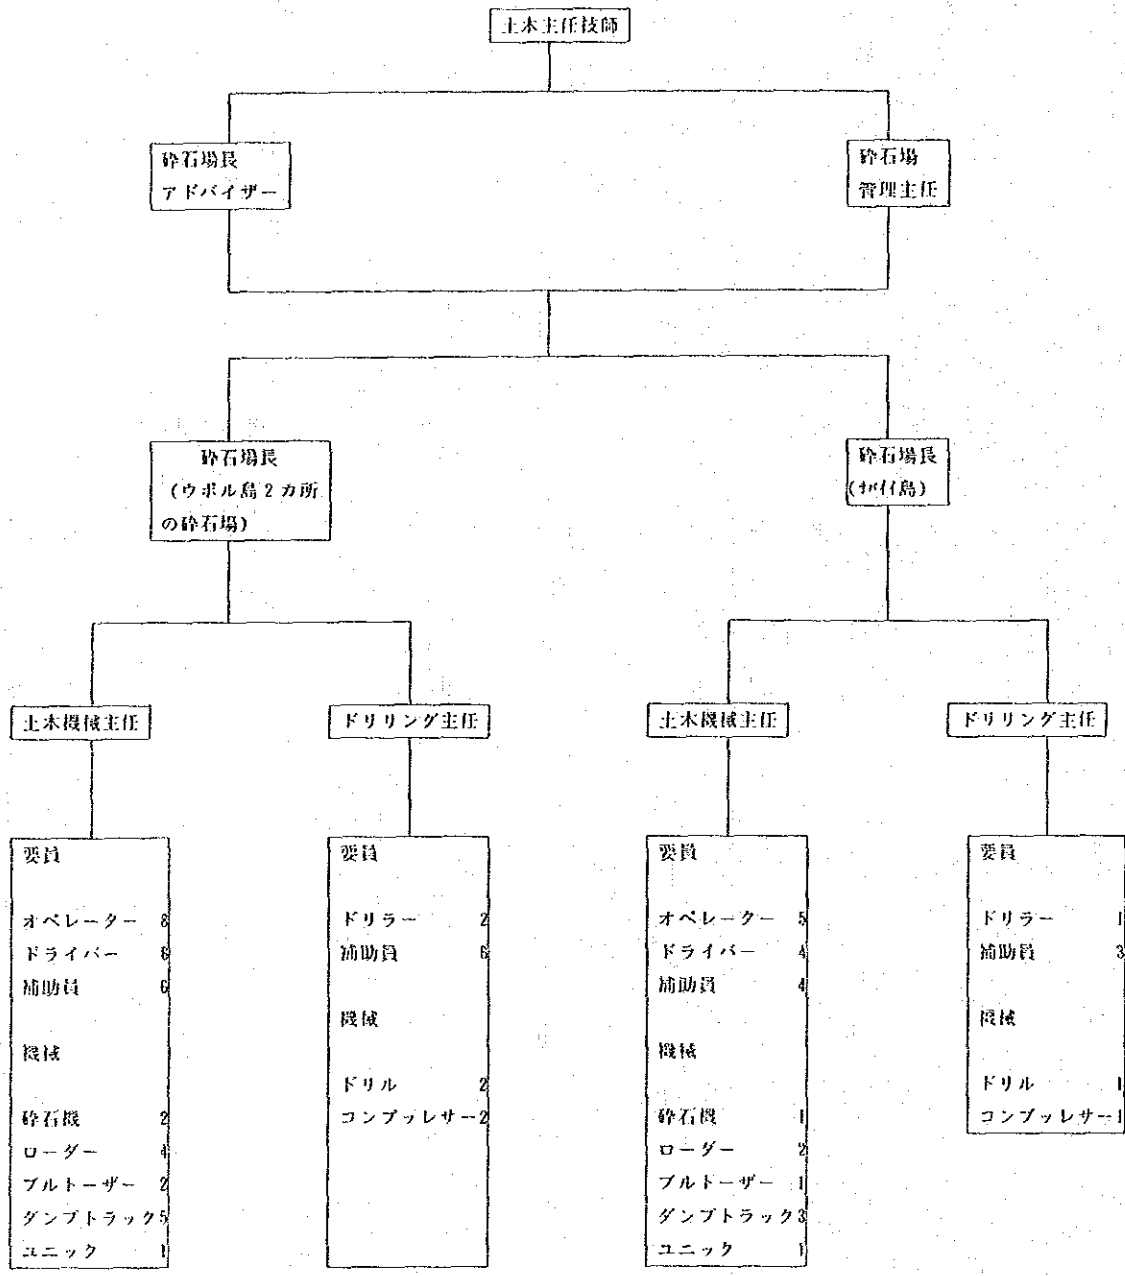 土木主任技師
砕石場長
アドバイザー
砕石場
管理主任
砕石場長
(ウポル島2カ所
の砕石場)
砕石場長
(ｻﾊﾞｲｲ島)
土木機械主任
ドリリング主任
土木機械主任
ドリリング主任
要員
オペレーター 8
ドライバー
補助員 6
機械
砕石機 2
ローダー 4
ブルトーザー 2
ダンプトラック5
ユニック 1
要員
ドリラー 2
補助員 6
機械
ドリル 2
コンブッレサー2
要員
オペレーター 5
ドライバー 4
補助員 4
機械
砕石機 1
ローダー 2
ブルトーザー 1
ダンプトラック3
ユニック 1
要員
ドリラー 1
補助員 3
機械
ドリル 1
コンブッレサー1